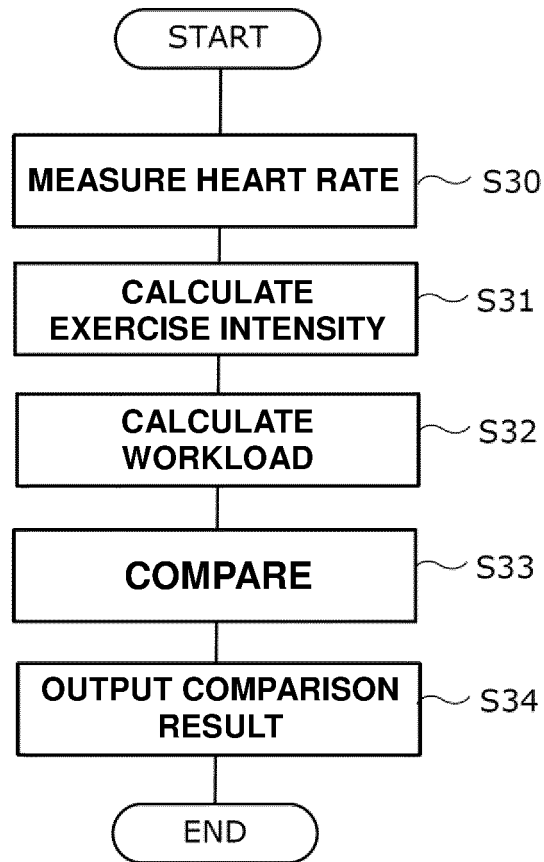 START
MEASURE HEART RATE
S30
CALCULATE
EXERCISE INTENSITY
S31
CALCULATE
WORKLOAD
S32
COMPARE
S33
OUTPUT COMPARISON
RESULT
S34
END